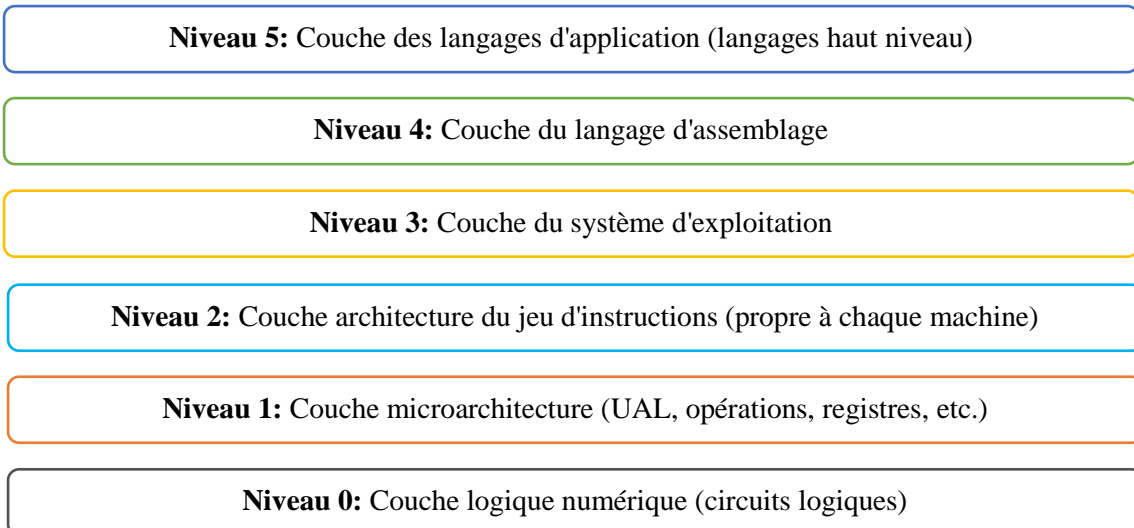 Niveau 5: Couche des langages d'application (langages haut niveau)
Niveau 4: Couche du langage d'assemblage
Niveau 3: Couche du système d'exploitation
Niveau 2: Couche architecture du jeu d'instructions (propre à chaque machine)
Niveau 1: Couche microarchitecture (UAL, opérations, registres, etc.)
Niveau 0: Couche logique numérique (circuits logiques)